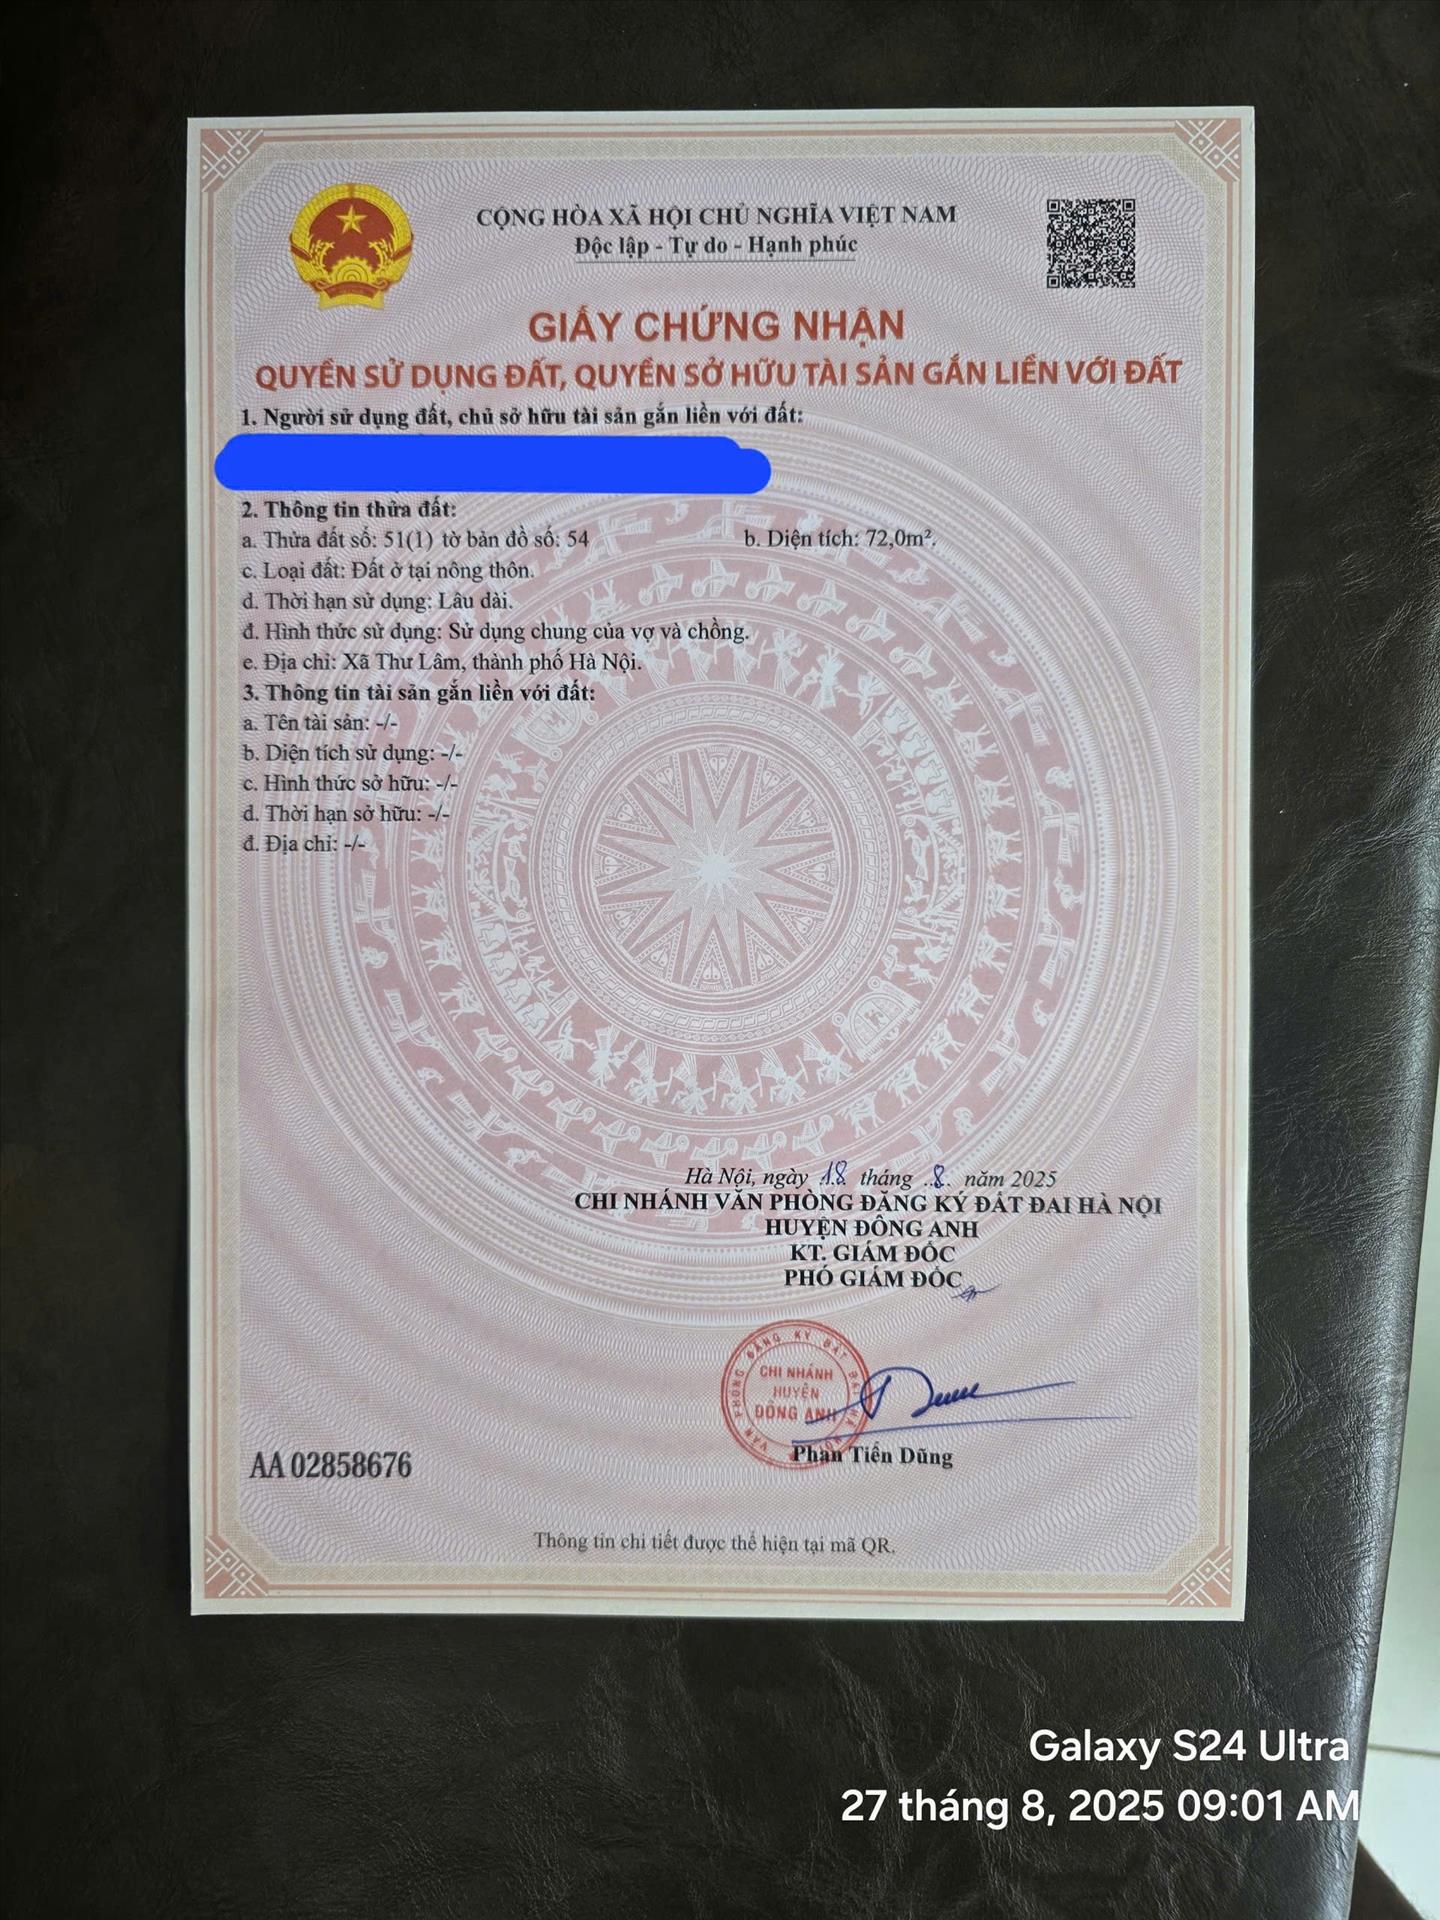 CỘNG HÒA XÃ HỘI CHỦ NGHĨA VIỆT NAM
Độc lập - Tự do - Hạnh phúc
GIẤY CHỨNG NHẬN
QUYỀN SỬ DỤNG ĐẤT, QUYỀN SỞ HỮU TÀI SẢN GẮN LIỀN VỚI ĐẤT
1. Người sử dụng đất, chủ sở hữu tài sản gắn liền với đất:
2. Thông tin thửa đất:
a. Thửa đất số: 51(1) tờ bản đồ số: 54 b. Diện tích: 72,0m².
c. Loại đất: Đất ở tại nông thôn.
d. Thời hạn sử dụng: Lâu dài.
đ. Hình thức sử dụng: Sử dụng chung của vợ và chồng.
e. Địa chỉ: Xã Thư Lâm, thành phố Hà Nội.
3. Thông tin tài sản gắn liền với đất:
a. Tên tài sản: -/-
b. Diện tích sử dụng: -/-
c. Hình thức sở hữu: -/-
d. Thời hạn sở hữu: -/-
đ. Địa chỉ: -/-
Hà Nội, ngày 18 tháng 8 năm 2025
CHI NHÁNH VĂN PHÒNG ĐĂNG KÝ ĐẤT ĐAI HÀ NỘI
HUYỆN ĐÔNG ANH
KT. GIÁM ĐỐC
PHÓ GIÁM ĐỐC
VĂN PHÒNG ĐĂNG KÝ ĐẤT ĐAI HÀ NỘI
CHI NHÁNH
HUYỆN
ĐÔNG ANH
Phan Tiến Dũng
AA 02858676
Thông tin chi tiết được thể hiện tại mã QR.
Galaxy S24 Ultra
27 tháng 8, 2025 09:01 AM